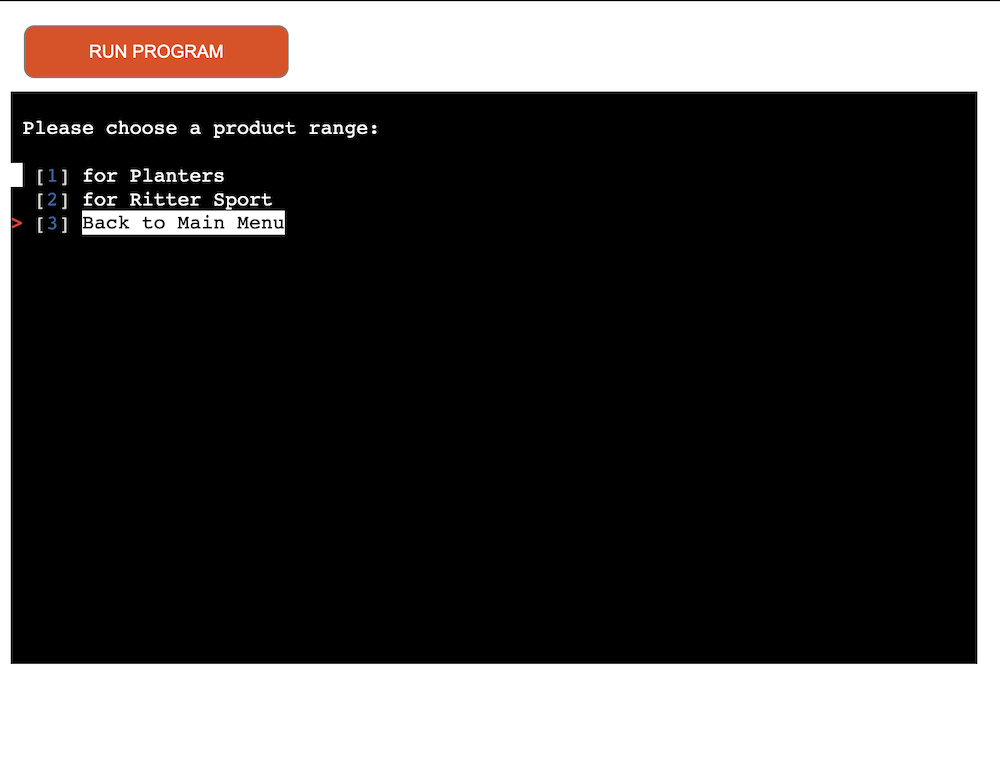 RUN PROGRAM
Please choose a product range:
[1] for Planters
[2] for Ritter Sport
> [3] Back to Main Menu